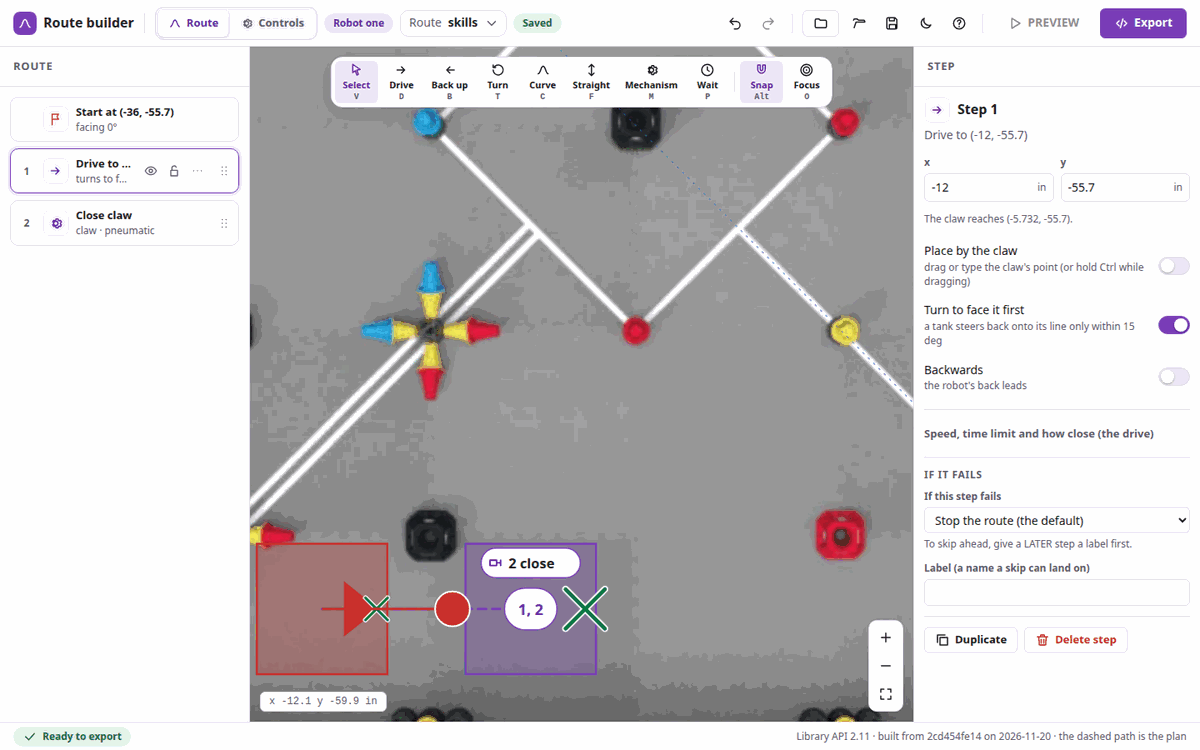 Route builder
Route
Controls
Robot one
Route skills
Saved
PREVIEW
Export
ROUTE
Start at (-36, -55.7)
facing 0°
1
Drive to ...
turns to f...
2
Close claw
claw · pneumatic
Select
V
Drive
D
Back up
B
Turn
T
Curve
C
Straight
F
Mechanism
M
Wait
P
Snap
Alt
Focus
O
2 close
1, 2
x -12.1 y -59.9 in
STEP
Step 1
Drive to (-12, -55.7)
x
y
-12 in
-55.7 in
The claw reaches (-5.732, -55.7).
Place by the claw
drag or type the claw's point (or hold Ctrl while
dragging)
Turn to face it first
a tank steers back onto its line only within 15
deg
Backwards
the robot's back leads
Speed, time limit and how close (the drive)
IF IT FAILS
If this step fails
Stop the route (the default)
To skip ahead, give a LATER step a label first.
Label (a name a skip can land on)
Duplicate
Delete step
Ready to export
Library API 2.11 · built from 2cd454fe14 on 2026-11-20 · the dashed path is the plan